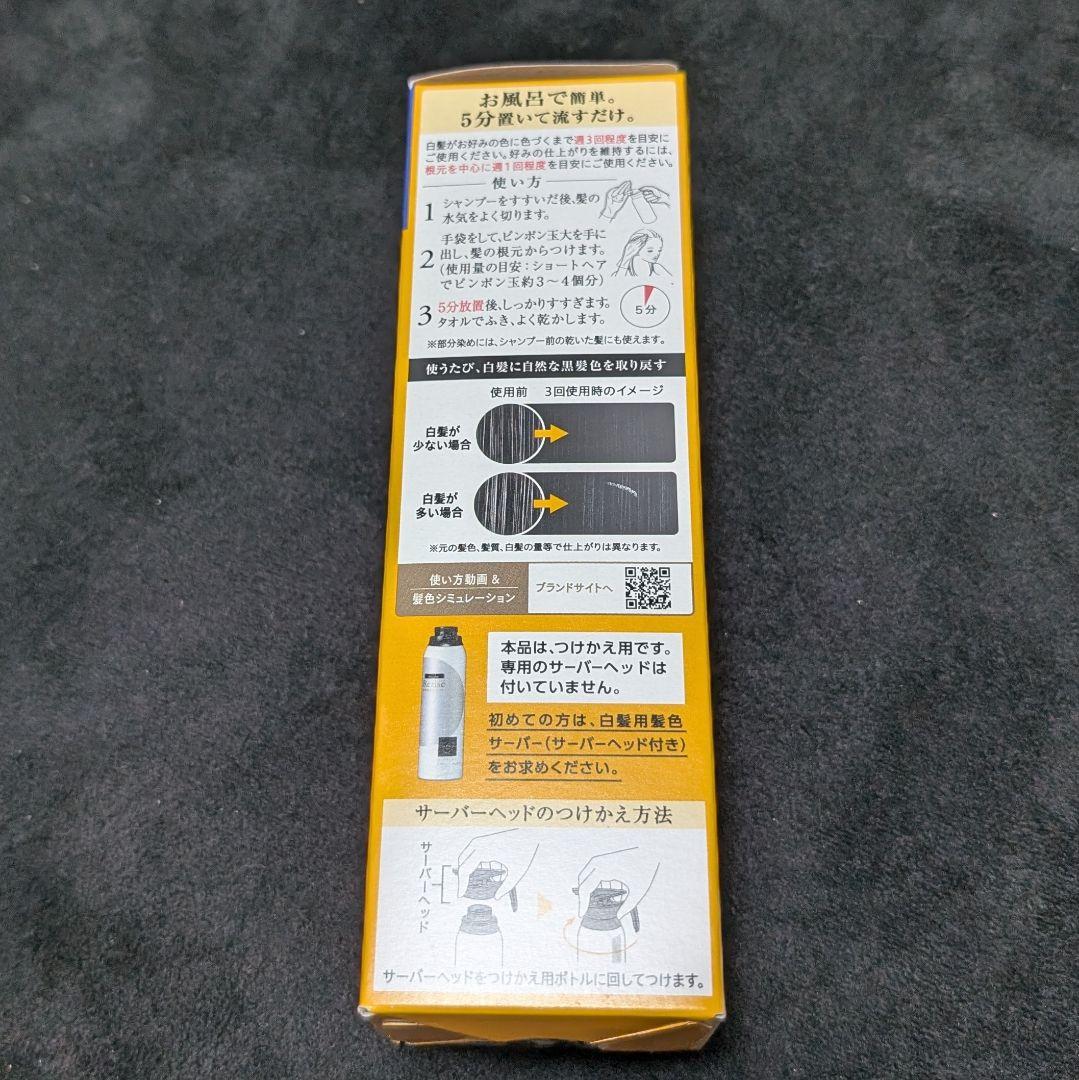 お風呂で簡単。
5分置いて流すだけ。
白髪がお好みの色に色づくまで週3回程度を目安に
ご使用ください。好みの仕上がりを維持するには、
根元を中心に週1回程度を目安にご使用ください。
使い方
1 シャンプーをすすいだ後、髪の
水気をよく切ります。
2 手袋をして、ピンポン玉大を手に
出し、髪の根元からつけます。
(使用量の目安:ショートヘア
でピンポン玉約3〜4個分)
3 5分放置後、しっかりすすぎます。
タオルでふき、よく乾かします。
5分
※部分染めには、シャンプー前の乾いた髪にも使えます。
使うたび、白髪に自然な黒髪色を取り戻す
使用前 3回使用時のイメージ
白髪が
少ない場合
白髪が
多い場合
※元の髪色、髪質、白髪の量等で仕上がりは異なります。
使い方動画 &
髪色シミュレーション
ブランドサイトへ
本品は、つけかえ用です。
専用のサーバーヘッドは
付いていません。
初めての方は、白髪用髪色
サーバー(サーバーヘッド付き)
をお求めください。
サーバーヘッドのつけかえ方法
サーバーヘッド
サーバーヘッドをつけかえ用ボトルに回してつけます。